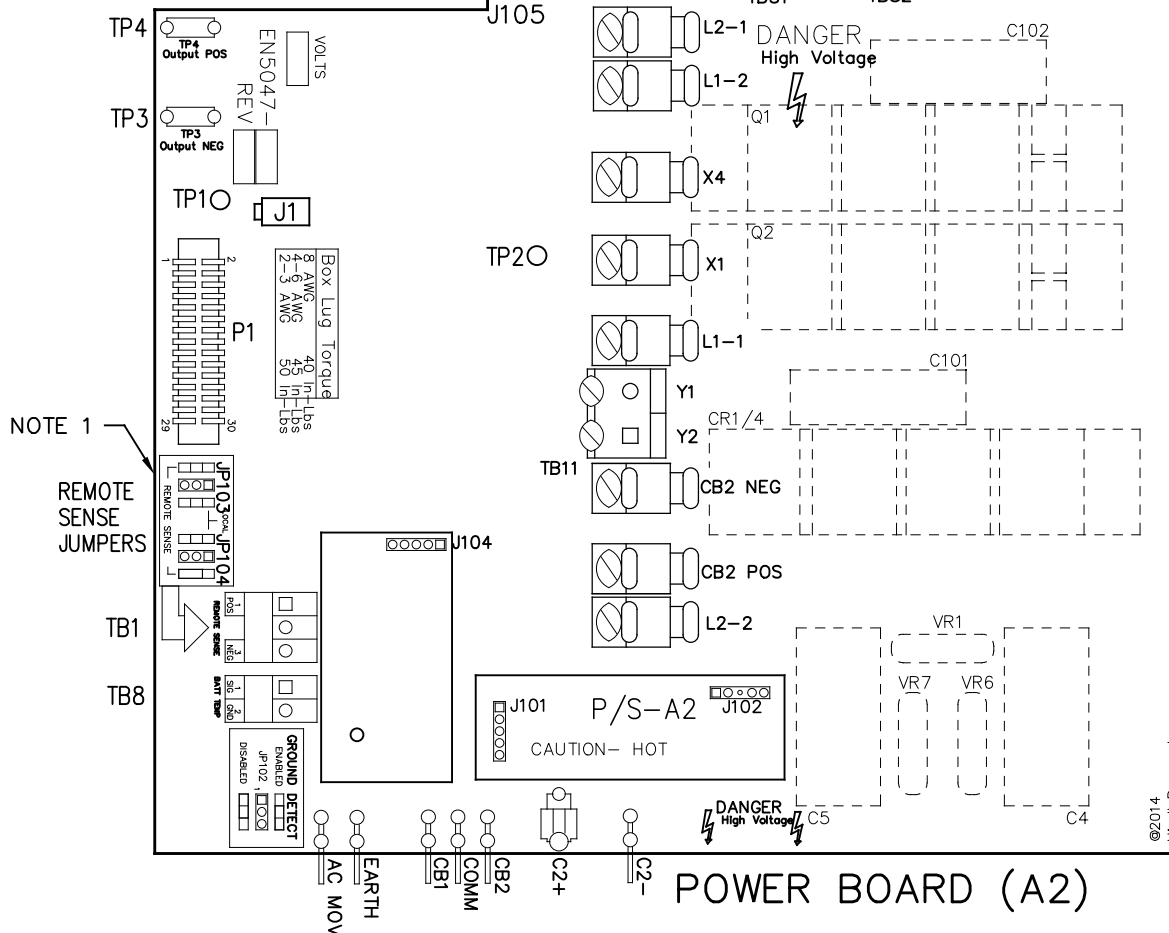 J105
TP4
TP4
Output POS
VOLTS
EN5047-
REV
TP3
TP3
Output NEG
TP1
J1
Box Lug Torque
8 AWG 40 In-Lbs
4-6 AWG 45 In-Lbs
2-3 AWG 50 In-Lbs
1
2
P1
29
30
NOTE 1
REMOTE
SENSE
JUMPERS
JP103
LOCAL
JP104
REMOTE SENSE
TB1
REMOTE SENSE
1
POS
3
NEG
TB8
BATT TEMP
1
SIG
2
GND
GROUND DETECT
ENABLED
JP102
1
DISABLED
J104
TP2
L2-1
L1-2
X4
X1
L1-1
Y1
Y2
TB11
CB2 NEG
CB2 POS
L2-2
DANGER
High Voltage
C102
Q1
Q2
C101
CR1/4
VR1
VR7
VR6
C5
C4
J101
P/S-A2
J102
CAUTION- HOT
DANGER
High Voltage
AC MOV
EARTH
CB1
COMM
CB2
C2+
C2-
POWER BOARD (A2)
©2014